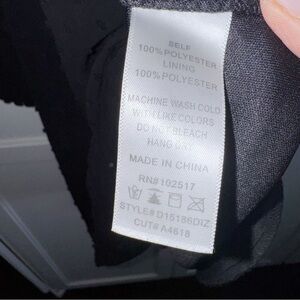 SELF
100%POLYESTER
LINING
100%POLYESTER
MACHINE WASH COLD
WITH LIKE COLORS
DO NOT BLEACH
HANG DRY
MADE IN CHINA
RN#102517
STYLE#D15186DIZ
CUT#A4618